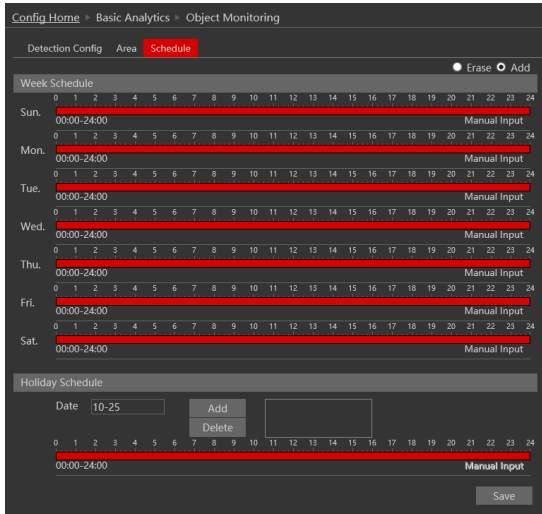 Config Home ▸ Basic Analytics ▸ Object Monitoring
Detection Config Area Schedule
Erase Add
Week Schedule
0 1 2 3 4 5 6 7 8 9 10 11 12 13 14 15 16 17 18 19 20 21 22 23 24
Sun.
00:00-24:00 Manual Input
0 1 2 3 4 5 6 7 8 9 10 11 12 13 14 15 16 17 18 19 20 21 22 23 24
Mon.
00:00-24:00 Manual Input
0 1 2 3 4 5 6 7 8 9 10 11 12 13 14 15 16 17 18 19 20 21 22 23 24
Tue.
00:00-24:00 Manual Input
0 1 2 3 4 5 6 7 8 9 10 11 12 13 14 15 16 17 18 19 20 21 22 23 24
Wed.
00:00-24:00 Manual Input
0 1 2 3 4 5 6 7 8 9 10 11 12 13 14 15 16 17 18 19 20 21 22 23 24
Thu.
00:00-24:00 Manual Input
0 1 2 3 4 5 6 7 8 9 10 11 12 13 14 15 16 17 18 19 20 21 22 23 24
Fri.
00:00-24:00 Manual Input
0 1 2 3 4 5 6 7 8 9 10 11 12 13 14 15 16 17 18 19 20 21 22 23 24
Sat.
00:00-24:00 Manual Input
Holiday Schedule
Date 10-25 Add
Delete
0 1 2 3 4 5 6 7 8 9 10 11 12 13 14 15 16 17 18 19 20 21 22 23 24
00:00-24:00 Manual Input
Save